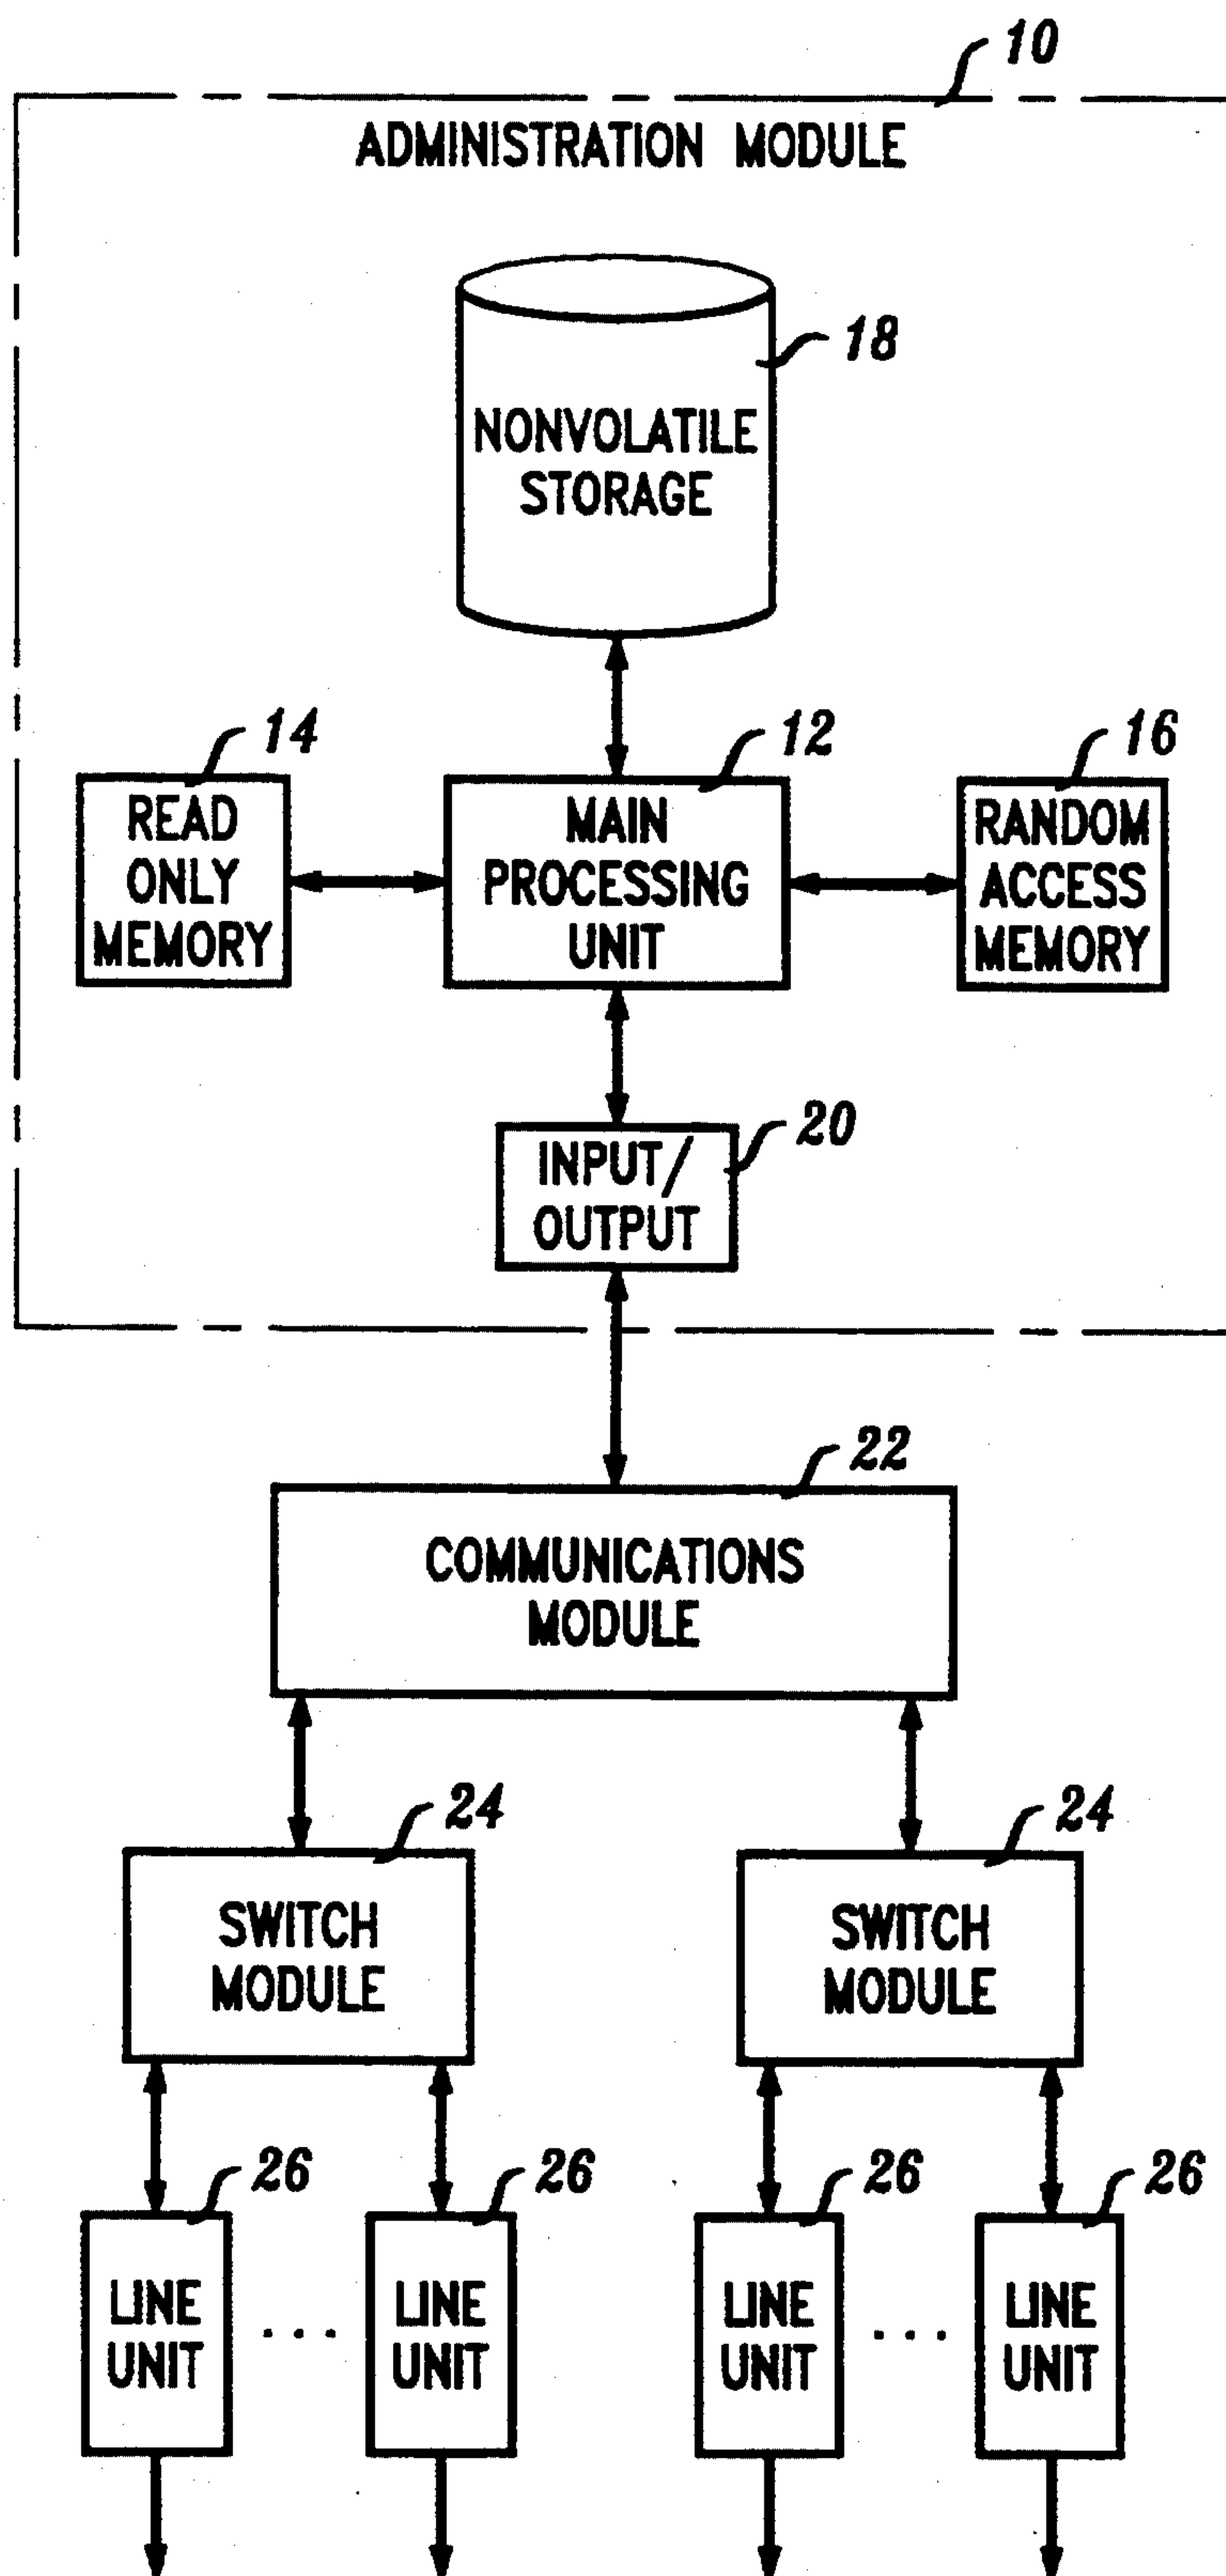 10
ADMINISTRATION MODULE
18
NONVOLATILE
STORAGE
14
READ
ONLY
MEMORY
12
MAIN
PROCESSING
UNIT
16
RANDOM
ACCESS
MEMORY
20
INPUT/
OUTPUT
22
COMMUNICATIONS
MODULE
24
SWITCH
MODULE
24
SWITCH
MODULE
26
LINE
UNIT
...
26
LINE
UNIT
26
LINE
UNIT
...
26
LINE
UNIT